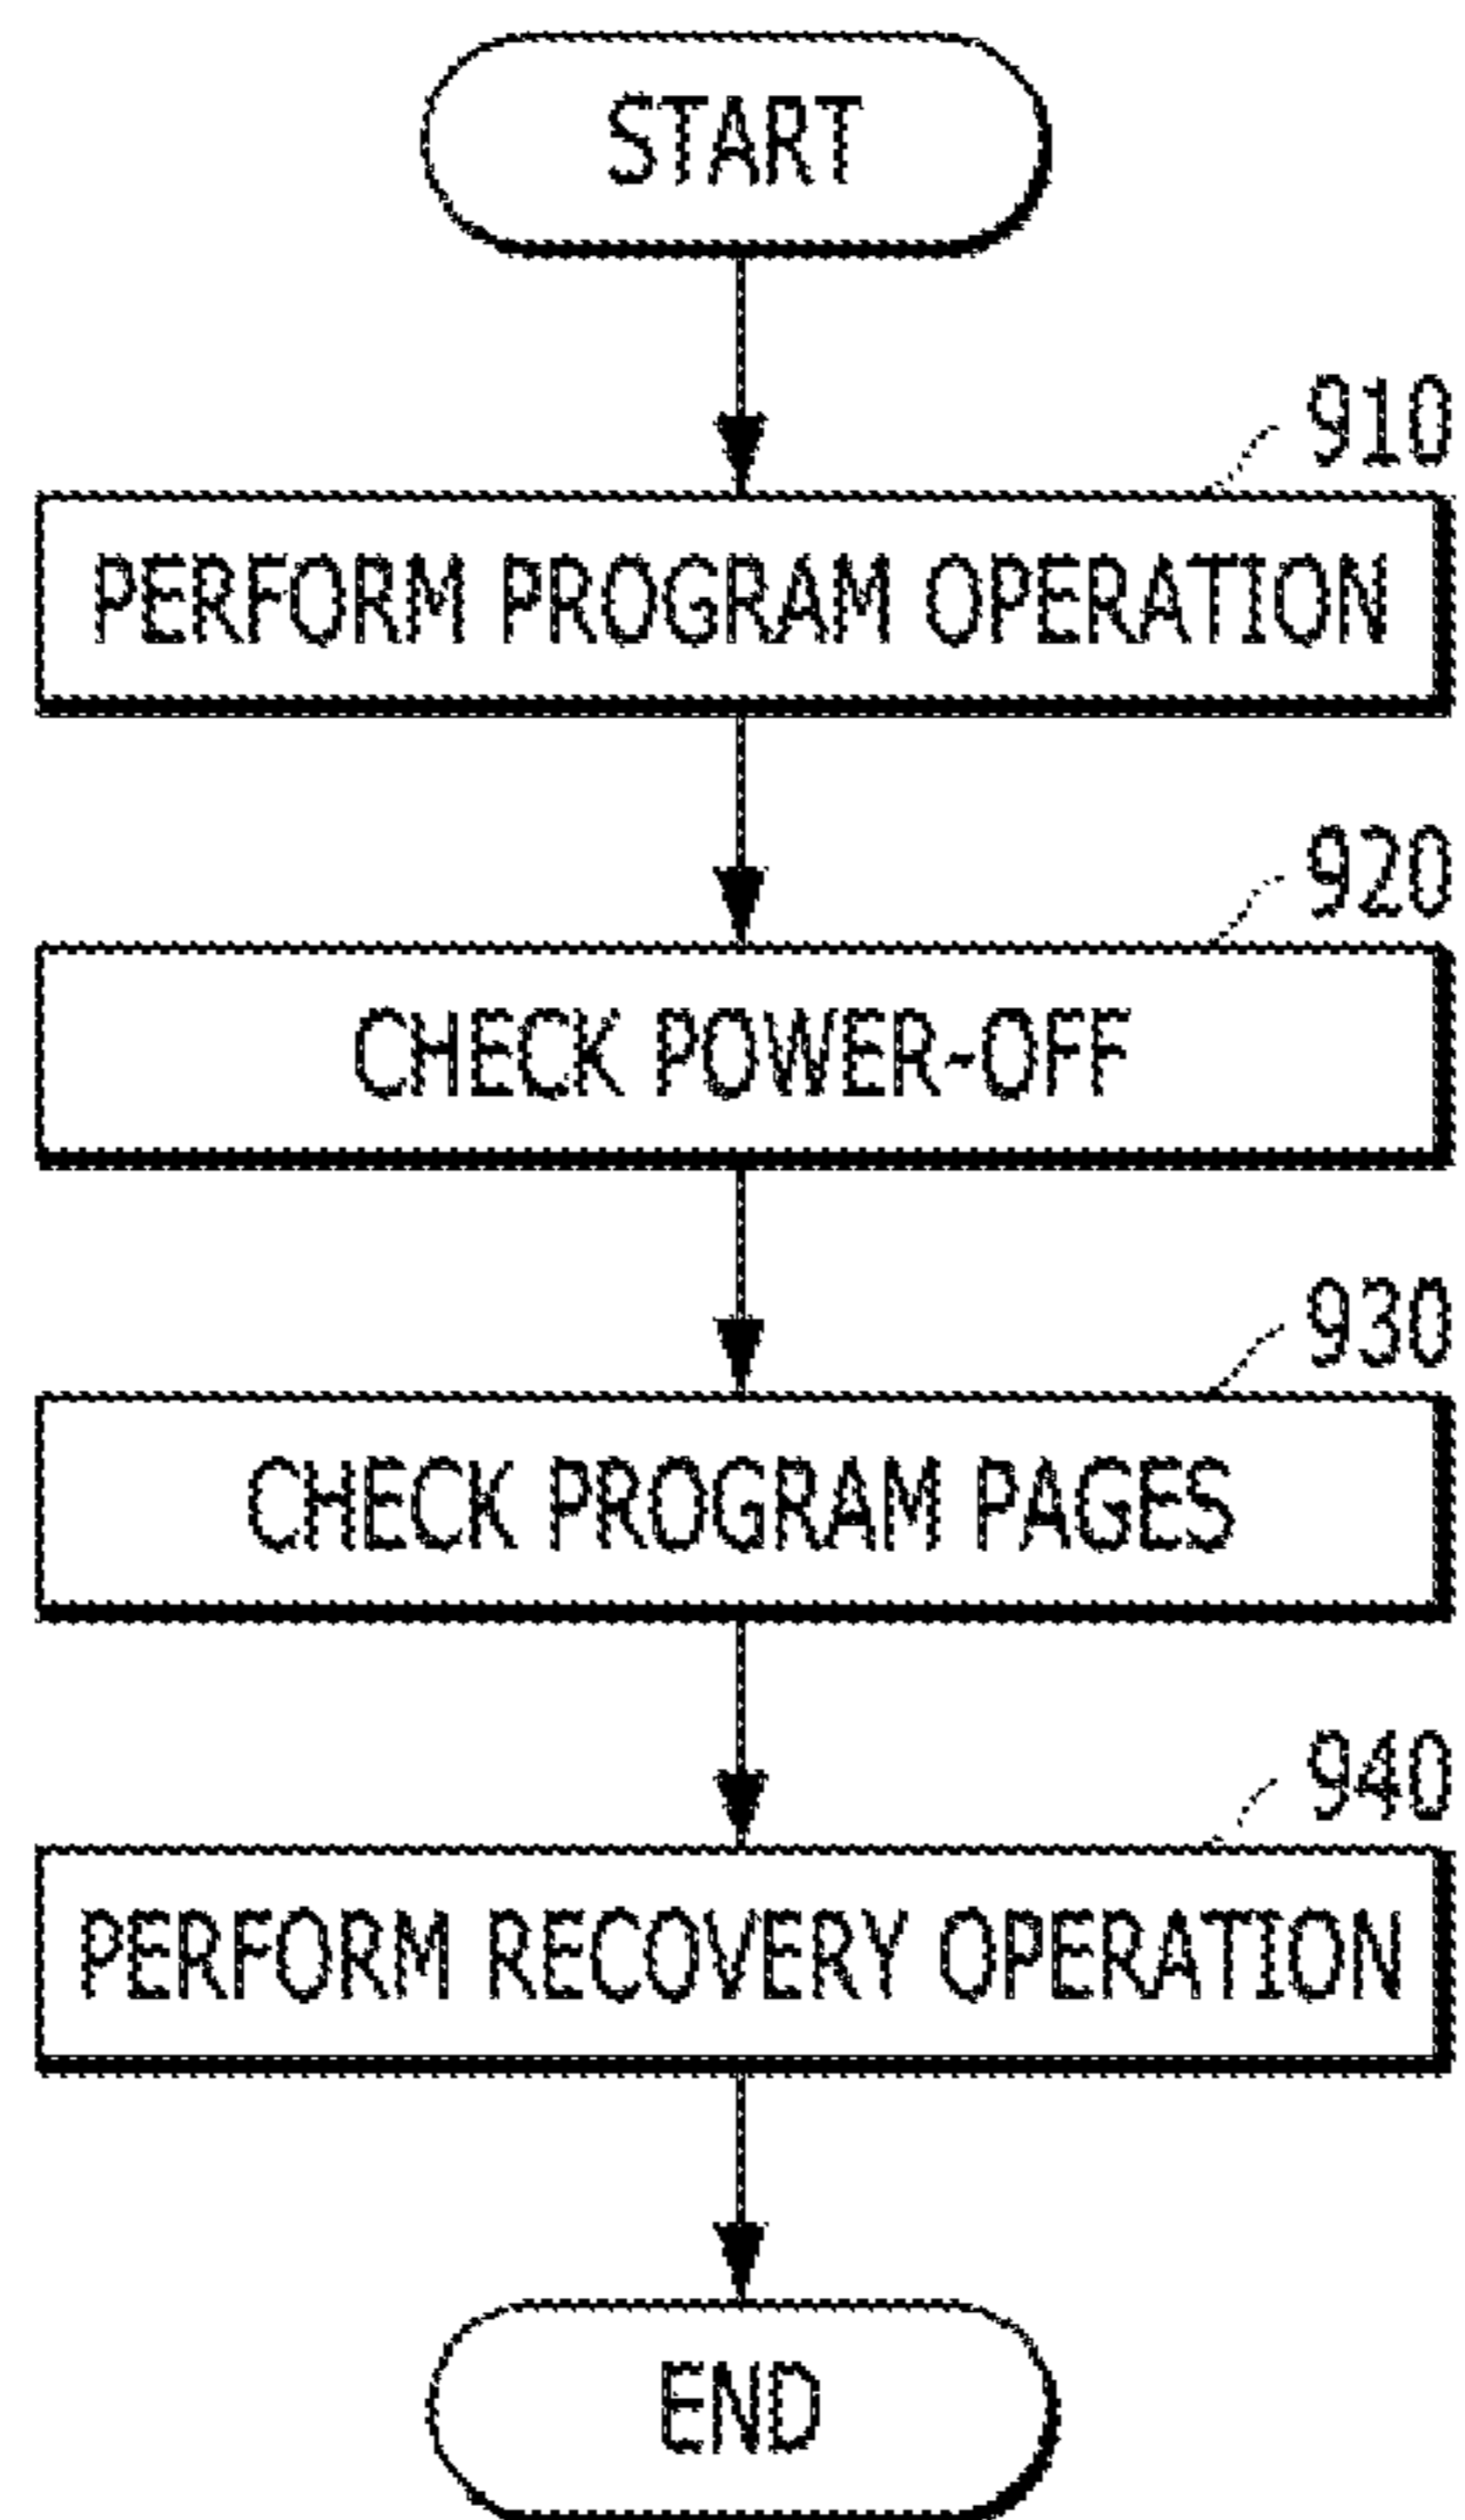 START
910
PERFORM PROGRAM OPERATION
920
CHECK POWER-OFF
930
CHECK PROGRAM PAGES
940
PERFORM RECOVERY OPERATION
END